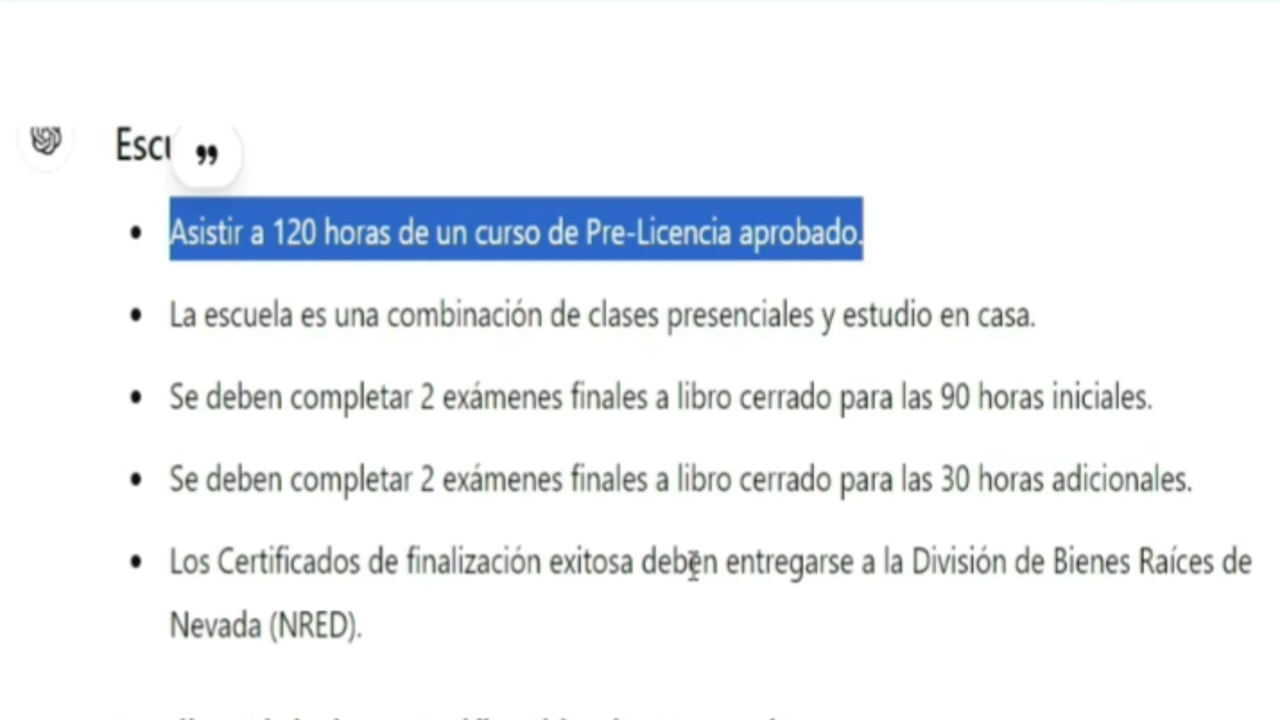 Escu
”
Asistir a 120 horas de un curso de Pre-Licencia aprobado.
La escuela es una combinación de clases presenciales y estudio en casa.
Se deben completar 2 exámenes finales a libro cerrado para las 90 horas iniciales.
Se deben completar 2 exámenes finales a libro cerrado para las 30 horas adicionales.
Los Certificados de finalización exitosa deben entregarse a la División de Bienes Raíces de
Nevada (NRED).